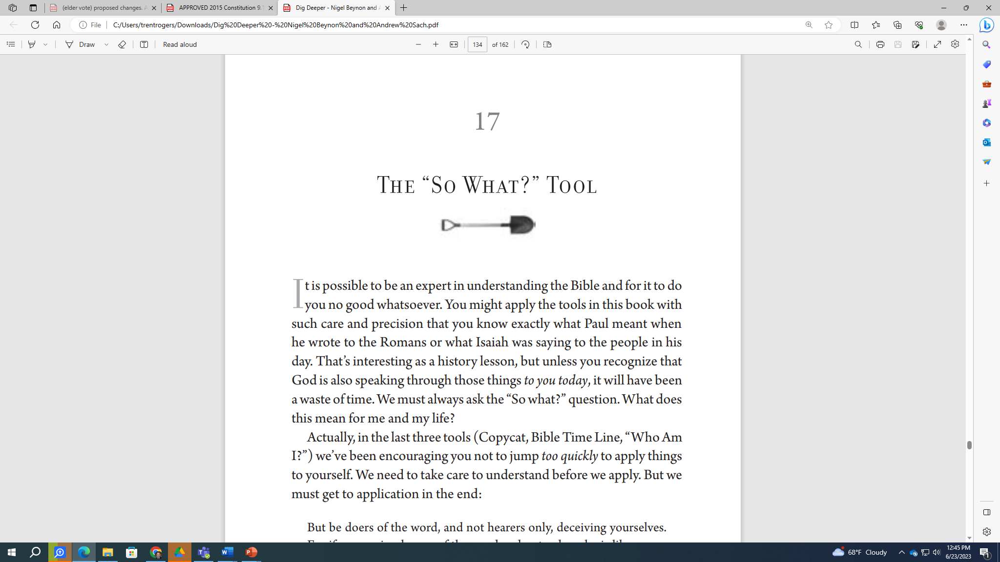 (elder vote) proposed changes.
APPROVED 2015 Constitution 9.
Dig Deeper - Nigel Beynon and
File
C:/Users/trentrogers/Downloads/Dig%20Deeper%20-%20Nigel%20Beynon%20and%20Andrew%20Sach.pdf
Draw
Read aloud
134
of 162
17
THE “SO WHAT?” TOOL
It is possible to be an expert in understanding the Bible and for it to do
you no good whatsoever. You might apply the tools in this book with
such care and precision that you know exactly what Paul meant when
he wrote to the Romans or what Isaiah was saying to the people in his
day. That’s interesting as a history lesson, but unless you recognize that
God is also speaking through those things to you today, it will have been
a waste of time. We must always ask the “So what?” question. What does
this mean for me and my life?
Actually, in the last three tools (Copycat, Bible Time Line, “Who Am
I?”) we’ve been encouraging you not to jump too quickly to apply things
to yourself. We need to take care to understand before we apply. But we
must get to application in the end:
But be doers of the word, and not hearers only, deceiving yourselves.
68°F Cloudy
12:45 PM
6/23/2023
1